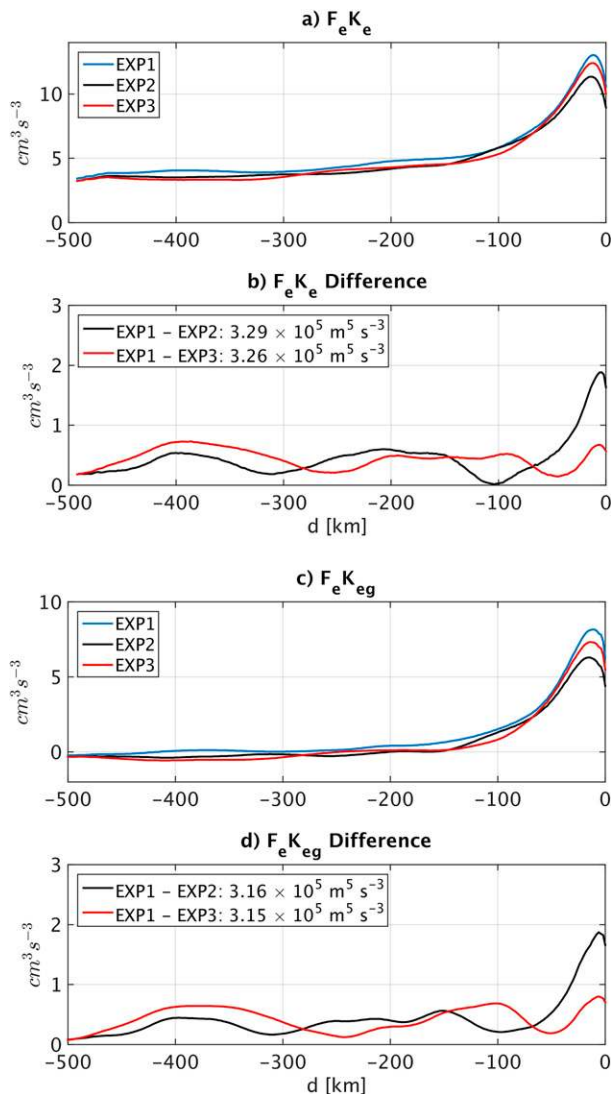 a) FₑKₑ
cm³s⁻³
EXP1
EXP2
EXP3
10
5
0
−500 −400 −300 −200 −100 0
b) FₑKₑ Difference
cm³s⁻³
3
EXP1 − EXP2: 3.29 × 10⁵ m⁵ s⁻³
EXP1 − EXP3: 3.26 × 10⁵ m⁵ s⁻³
2
1
0
−500 −400 −300 −200 −100 0
d [km]
c) FₑK_eg
cm³s⁻³
10
EXP1
EXP2
EXP3
5
0
−500 −400 −300 −200 −100 0
d) FₑK_eg Difference
cm³s⁻³
3
EXP1 − EXP2: 3.16 × 10⁵ m⁵ s⁻³
EXP1 − EXP3: 3.15 × 10⁵ m⁵ s⁻³
2
1
0
−500 −400 −300 −200 −100 0
d [km]